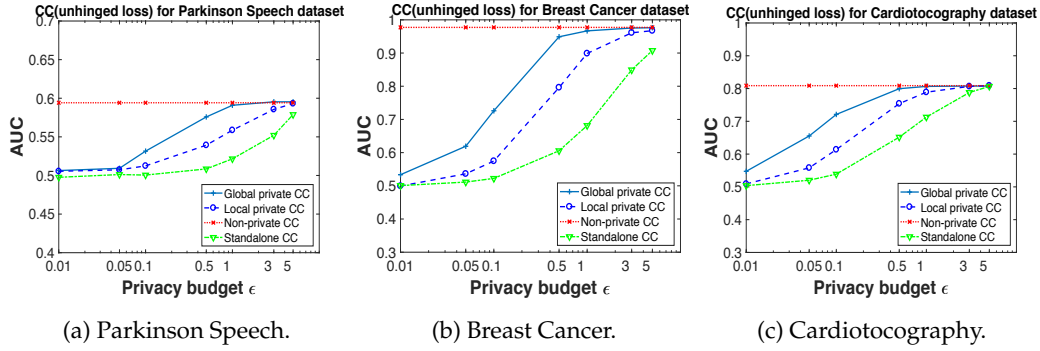 CC(unhinged loss) for Parkinson Speech dataset
AUC
0.65
0.6
0.55
0.5
0.45
0.4
0.01
0.05
0.1
0.5
1
3
5
Global private CC
Local private CC
Non-private CC
Standalone CC
Privacy budget ϵ
(a) Parkinson Speech.
CC(unhinged loss) for Breast Cancer dataset
AUC
1
0.9
0.8
0.7
0.6
0.5
0.4
0.3
0.01
0.05
0.1
0.5
1
3
5
Global private CC
Local private CC
Non-private CC
Standalone CC
Privacy budget ϵ
(b) Breast Cancer.
CC(unhinged loss) for Cardiotocography dataset
AUC
1
0.9
0.8
0.7
0.6
0.5
0.4
0.3
0.01
0.05
0.1
0.5
1
3
5
Global private CC
Local private CC
Non-private CC
Standalone CC
Privacy budget ϵ
(c) Cardiotocography.